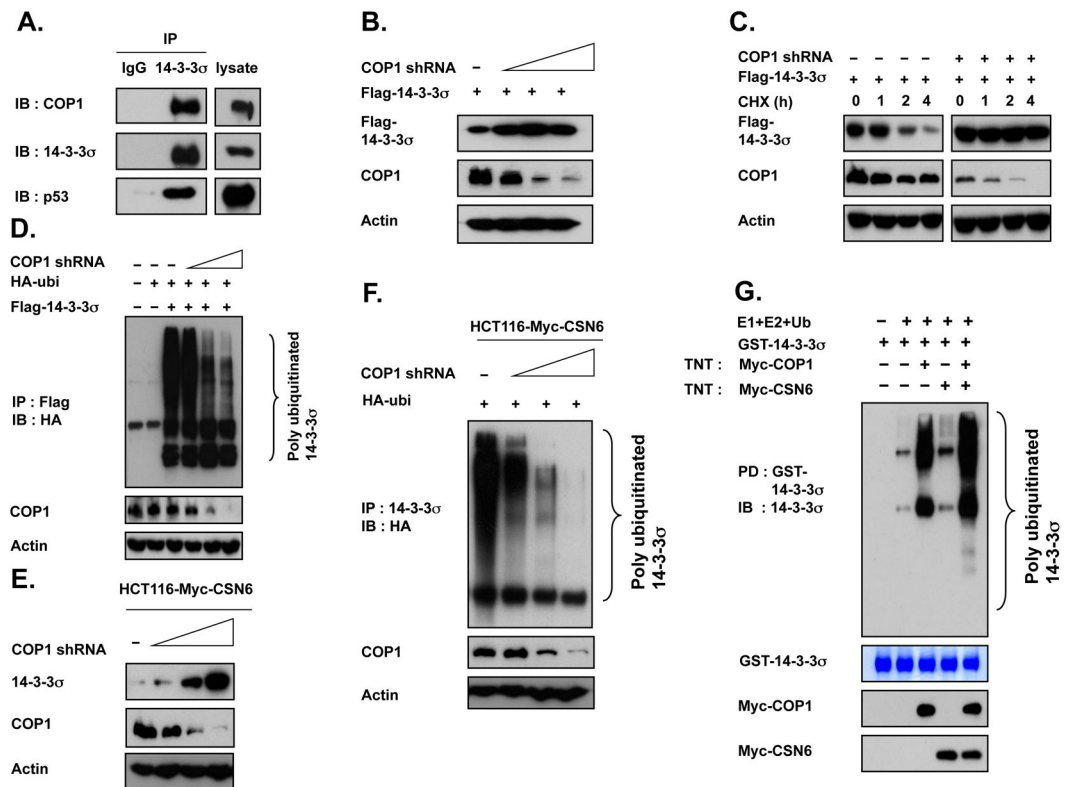 A.
IP
IgG 14-3-3σ lysate
IB : COP1
IB : 14-3-3σ
IB : p53
B.
COP1 shRNA –
Flag-14-3-3σ + + + +
Flag-
14-3-3σ
COP1
Actin
C.
COP1 shRNA – – – – + + + +
Flag-14-3-3σ + + + + + + + +
CHX (h) 0 1 2 4 0 1 2 4
Flag-
14-3-3σ
COP1
Actin
D.
COP1 shRNA – – –
HA-ubi – + + + + +
Flag-14-3-3σ – – + + + +
IP : Flag
IB : HA
Poly ubiquitinated
14-3-3σ
COP1
Actin
E.
HCT116-Myc-CSN6
COP1 shRNA –
14-3-3σ
COP1
Actin
F.
HCT116-Myc-CSN6
COP1 shRNA –
HA-ubi + + + +
IP : 14-3-3σ
IB : HA
Poly ubiquitinated
14-3-3σ
COP1
Actin
G.
E1+E2+Ub – + + + +
GST-14-3-3σ + + + + +
TNT : Myc-COP1 – – + – +
TNT : Myc-CSN6 – – – + +
PD : GST-
14-3-3σ
IB : 14-3-3σ
Poly ubiquitinated
14-3-3σ
GST-14-3-3σ
Myc-COP1
Myc-CSN6